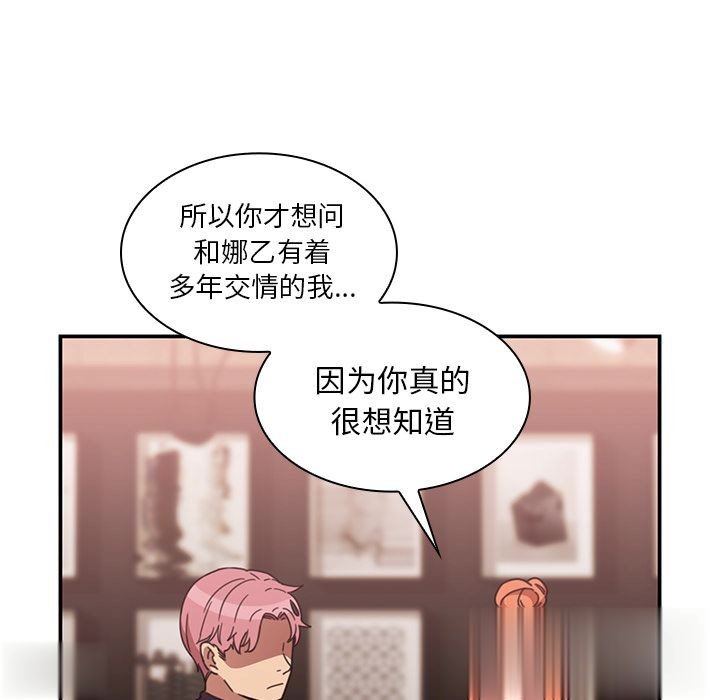 所以你才想问
和娜乙有着
多年交情的我...
因为你真的
很想知道